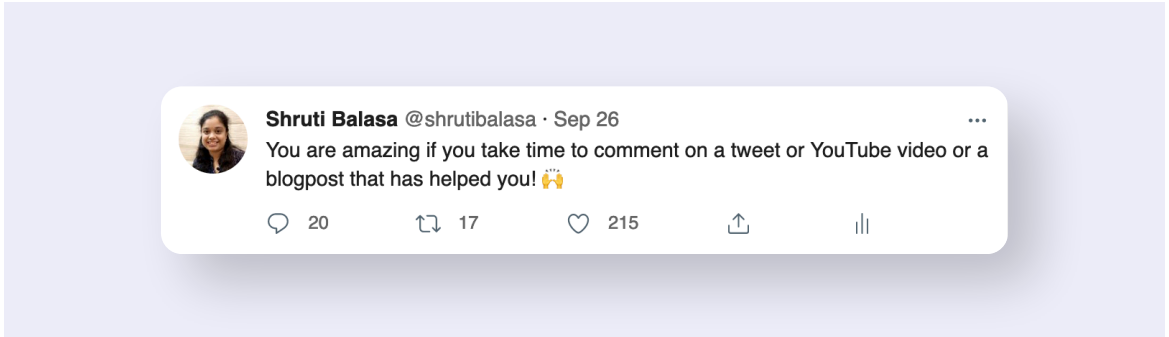 Shruti Balasa @shrutibalasa · Sep 26
You are amazing if you take time to comment on a tweet or YouTube video or a
blogpost that has helped you! 🙌
20 17 215